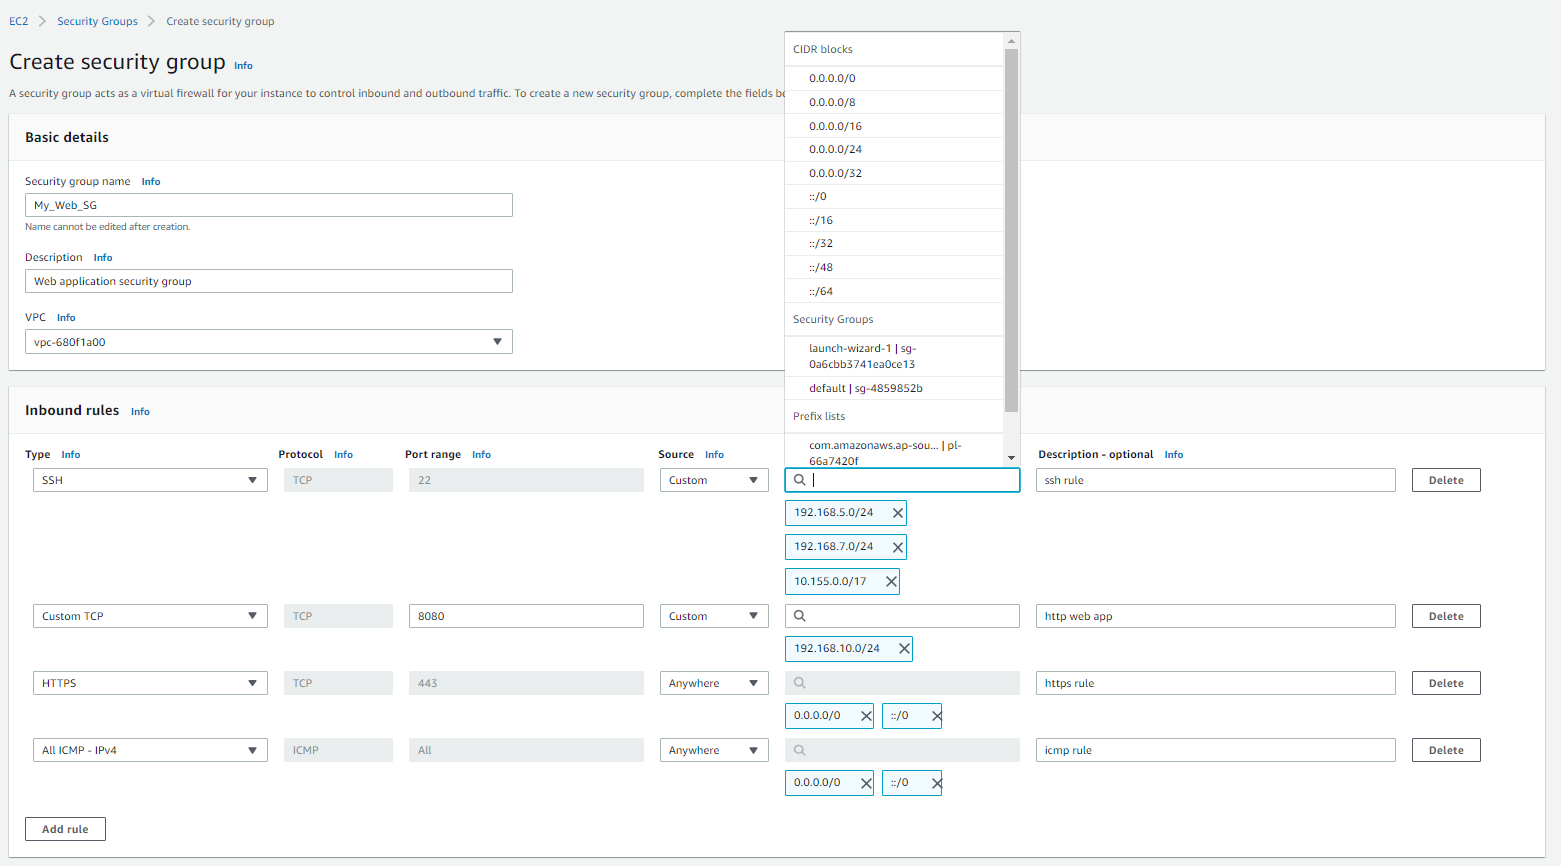 EC2 > Security Groups > Create security group
Create security group Info
A security group acts as a virtual firewall for your instance to control inbound and outbound traffic. To create a new security group, complete the fields be
Basic details
Security group name Info
My_Web_SG
Name cannot be edited after creation.
Description Info
Web application security group
VPC Info
vpc-680f1a00
CIDR blocks
0.0.0.0/0
0.0.0.0/8
0.0.0.0/16
0.0.0.0/24
0.0.0.0/32
::/0
::/16
::/32
::/48
::/64
Security Groups
launch-wizard-1 | sg-
0a6cbb3741ea0ce13
default | sg-4859852b
Prefix lists
com.amazonaws.ap-sou... | pl-
66a7420f
Inbound rules Info
Type Info Protocol Info Port range Info Source Info Description - optional Info
SSH TCP 22 Custom ssh rule Delete
192.168.5.0/24
192.168.7.0/24
10.155.0.0/17
Custom TCP TCP 8080 Custom http web app Delete
192.168.10.0/24
HTTPS TCP 443 Anywhere https rule Delete
0.0.0.0/0 ::/0
All ICMP - IPv4 ICMP All Anywhere icmp rule Delete
0.0.0.0/0 ::/0
Add rule